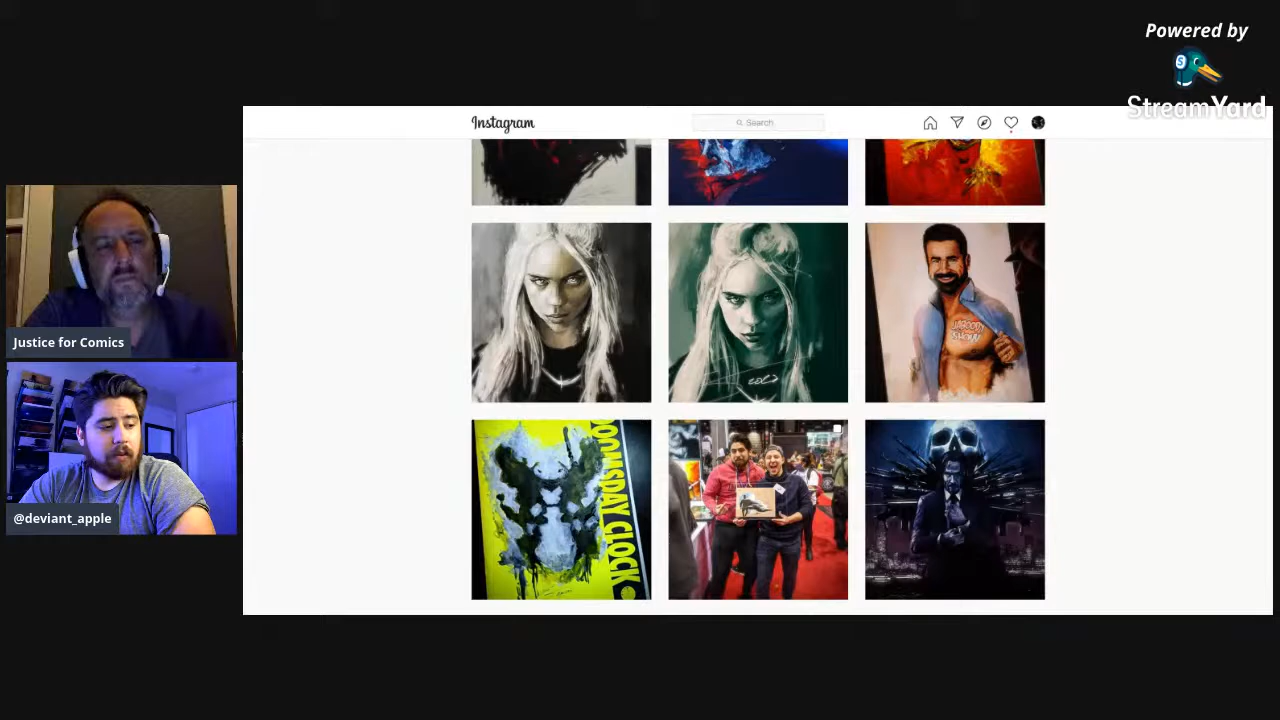 Powered by
StreamYard
Instagram
Search
Justice for Comics
@deviant_apple
DOOMSDAY CLOCK